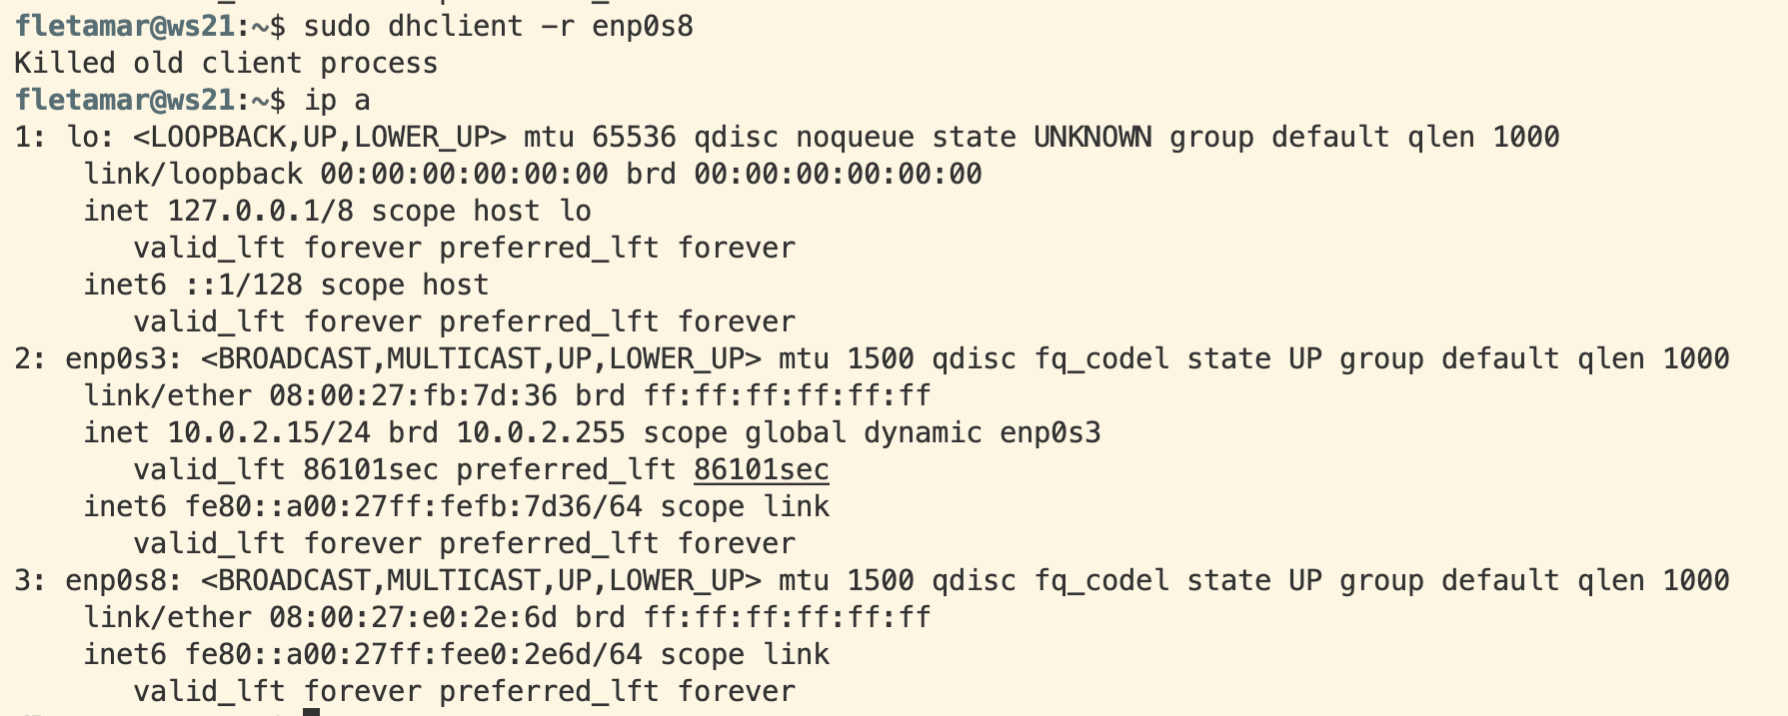 fletamar@ws21:~$ sudo dhclient -r enp0s8
Killed old client process
fletamar@ws21:~$ ip a
1: lo: <LOOPBACK,UP,LOWER_UP> mtu 65536 qdisc noqueue state UNKNOWN group default qlen 1000
    link/loopback 00:00:00:00:00:00 brd 00:00:00:00:00:00
    inet 127.0.0.1/8 scope host lo
       valid_lft forever preferred_lft forever
    inet6 ::1/128 scope host
       valid_lft forever preferred_lft forever
2: enp0s3: <BROADCAST,MULTICAST,UP,LOWER_UP> mtu 1500 qdisc fq_codel state UP group default qlen 1000
    link/ether 08:00:27:fb:7d:36 brd ff:ff:ff:ff:ff:ff
    inet 10.0.2.15/24 brd 10.0.2.255 scope global dynamic enp0s3
       valid_lft 86101sec preferred_lft 86101sec
    inet6 fe80::a00:27ff:fefb:7d36/64 scope link
       valid_lft forever preferred_lft forever
3: enp0s8: <BROADCAST,MULTICAST,UP,LOWER_UP> mtu 1500 qdisc fq_codel state UP group default qlen 1000
    link/ether 08:00:27:e0:2e:6d brd ff:ff:ff:ff:ff:ff
    inet6 fe80::a00:27ff:fee0:2e6d/64 scope link
       valid_lft forever preferred_lft forever